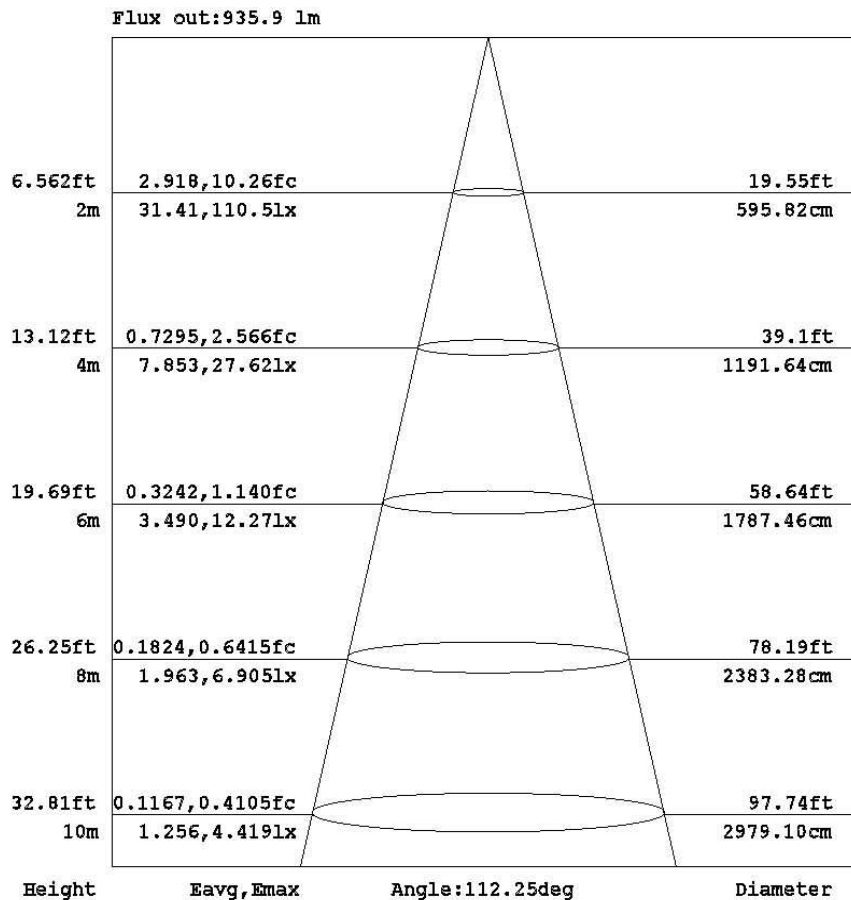 Flux out:935.9 lm
6.562ft 2.918,10.26fc 19.55ft
2m 31.41,110.5lx 595.82cm
13.12ft 0.7295,2.566fc 39.1ft
4m 7.853,27.62lx 1191.64cm
19.69ft 0.3242,1.140fc 58.64ft
6m 3.490,12.27lx 1787.46cm
26.25ft 0.1824,0.6415fc 78.19ft
8m 1.963,6.905lx 2383.28cm
32.81ft 0.1167,0.4105fc 97.74ft
10m 1.256,4.419lx 2979.10cm
Height Eavg,Emax Angle:112.25deg Diameter